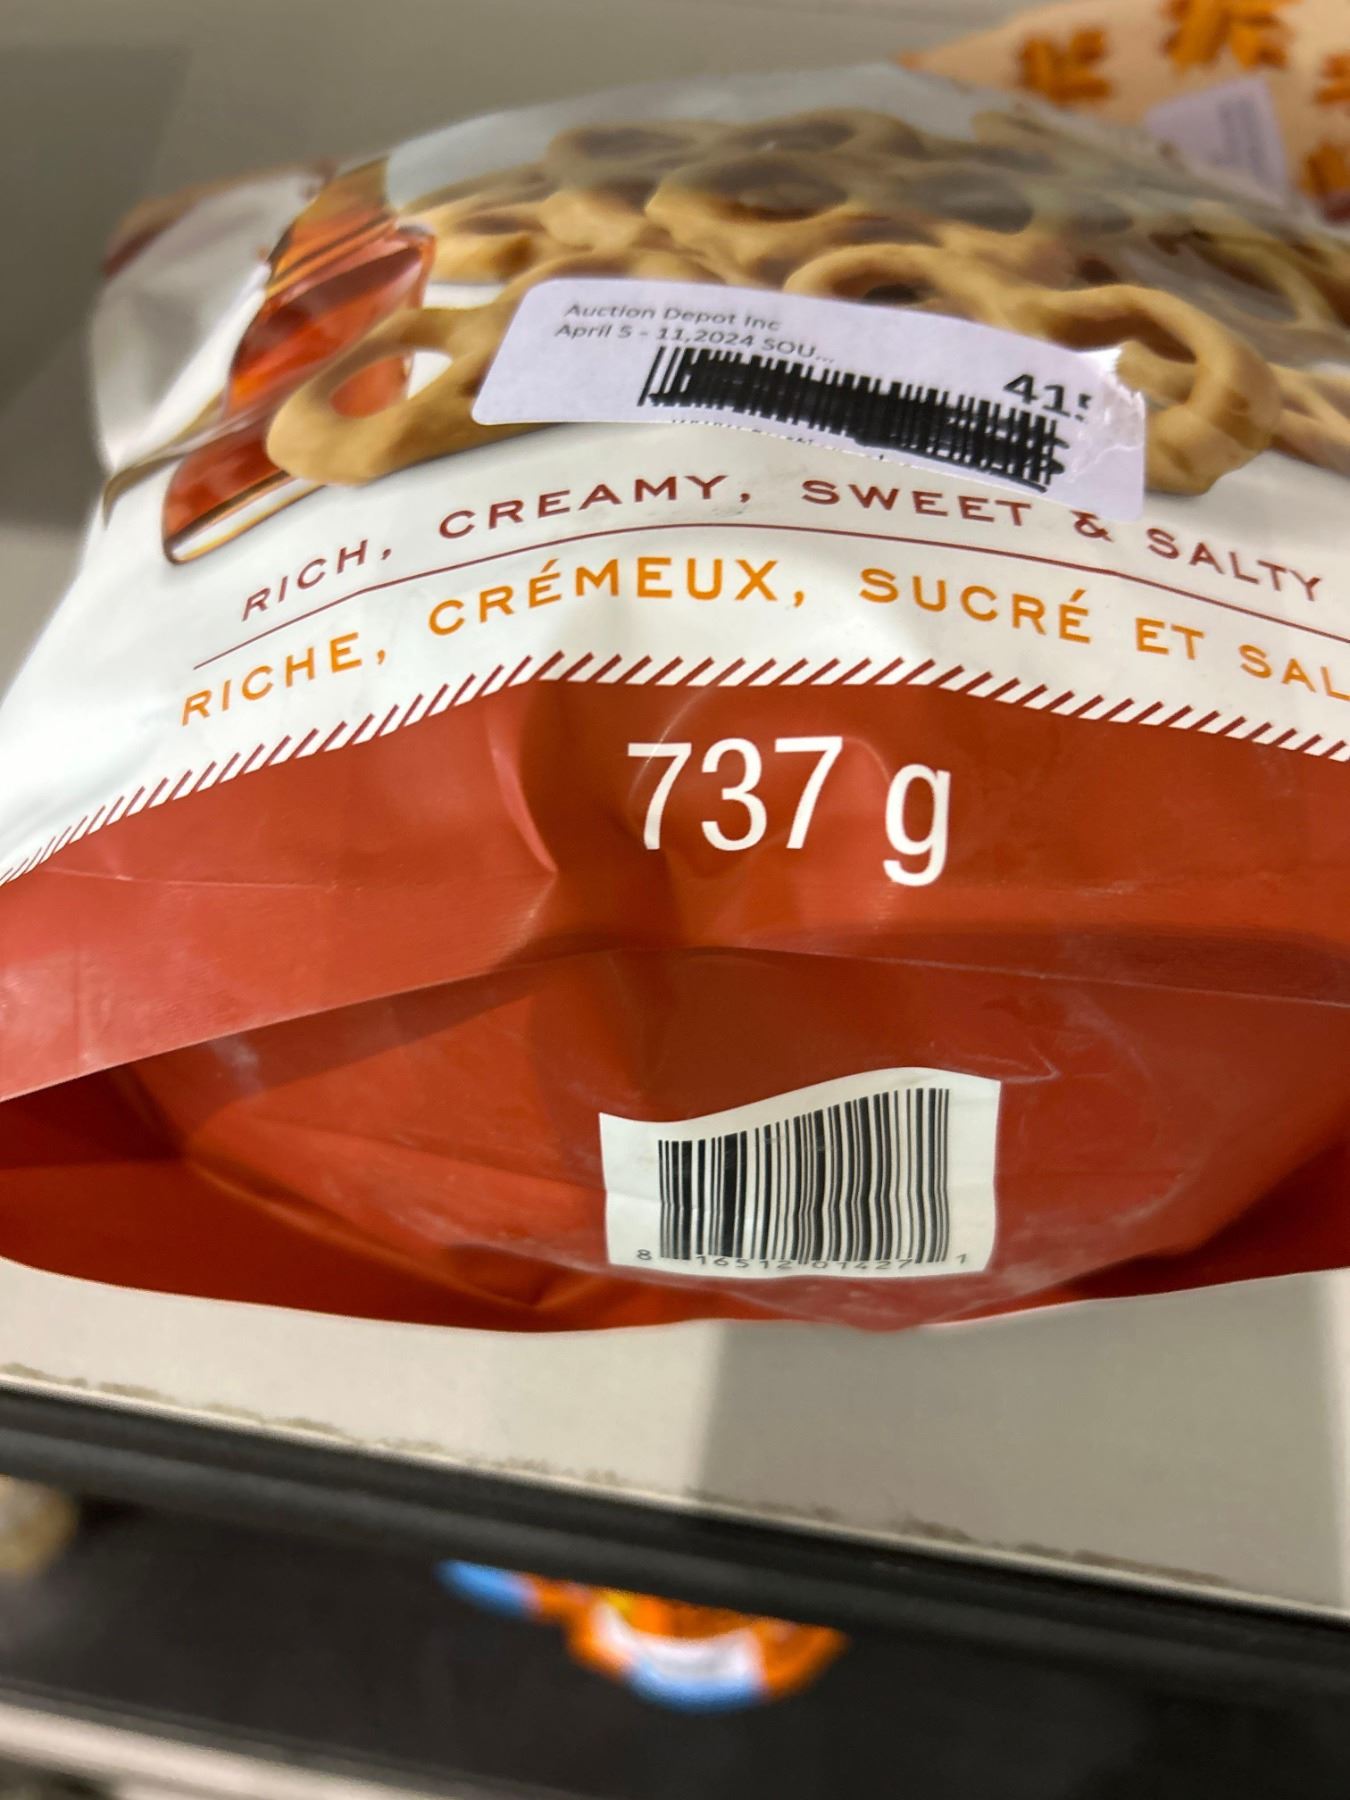 Auction Depot Inc
April 5 - 11,2024 SOU...
RICH, CREAMY, SWEET & SALTY
RICHE, CRÉMEUX, SUCRÉ ET SAL
737 g
8 16512 01427 1